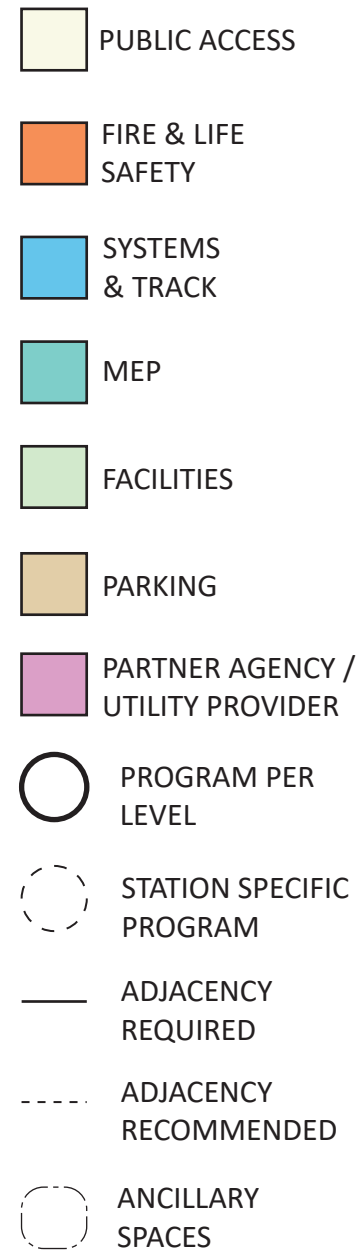 PUBLIC ACCESS
FIRE & LIFE
SAFETY
SYSTEMS
& TRACK
MEP
FACILITIES
PARKING
PARTNER AGENCY /
UTILITY PROVIDER
PROGRAM PER
LEVEL
STATION SPECIFIC
PROGRAM
ADJACENCY
REQUIRED
ADJACENCY
RECOMMENDED
ANCILLARY
SPACES